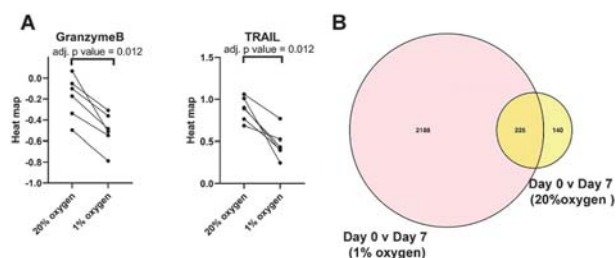 A
GranzymeB
adj. p value = 0.012
Heat map
0.0
-0.2
-0.4
-0.6
-0.8
-1.0
20% oxygen
1% oxygen
TRAIL
adj. p value = 0.012
Heat map
1.5
1.0
0.5
0.0
20% oxygen
1% oxygen
B
2186
225
140
Day 0 v Day 7
(20%oxygen )
Day 0 v Day 7
(1% oxygen)